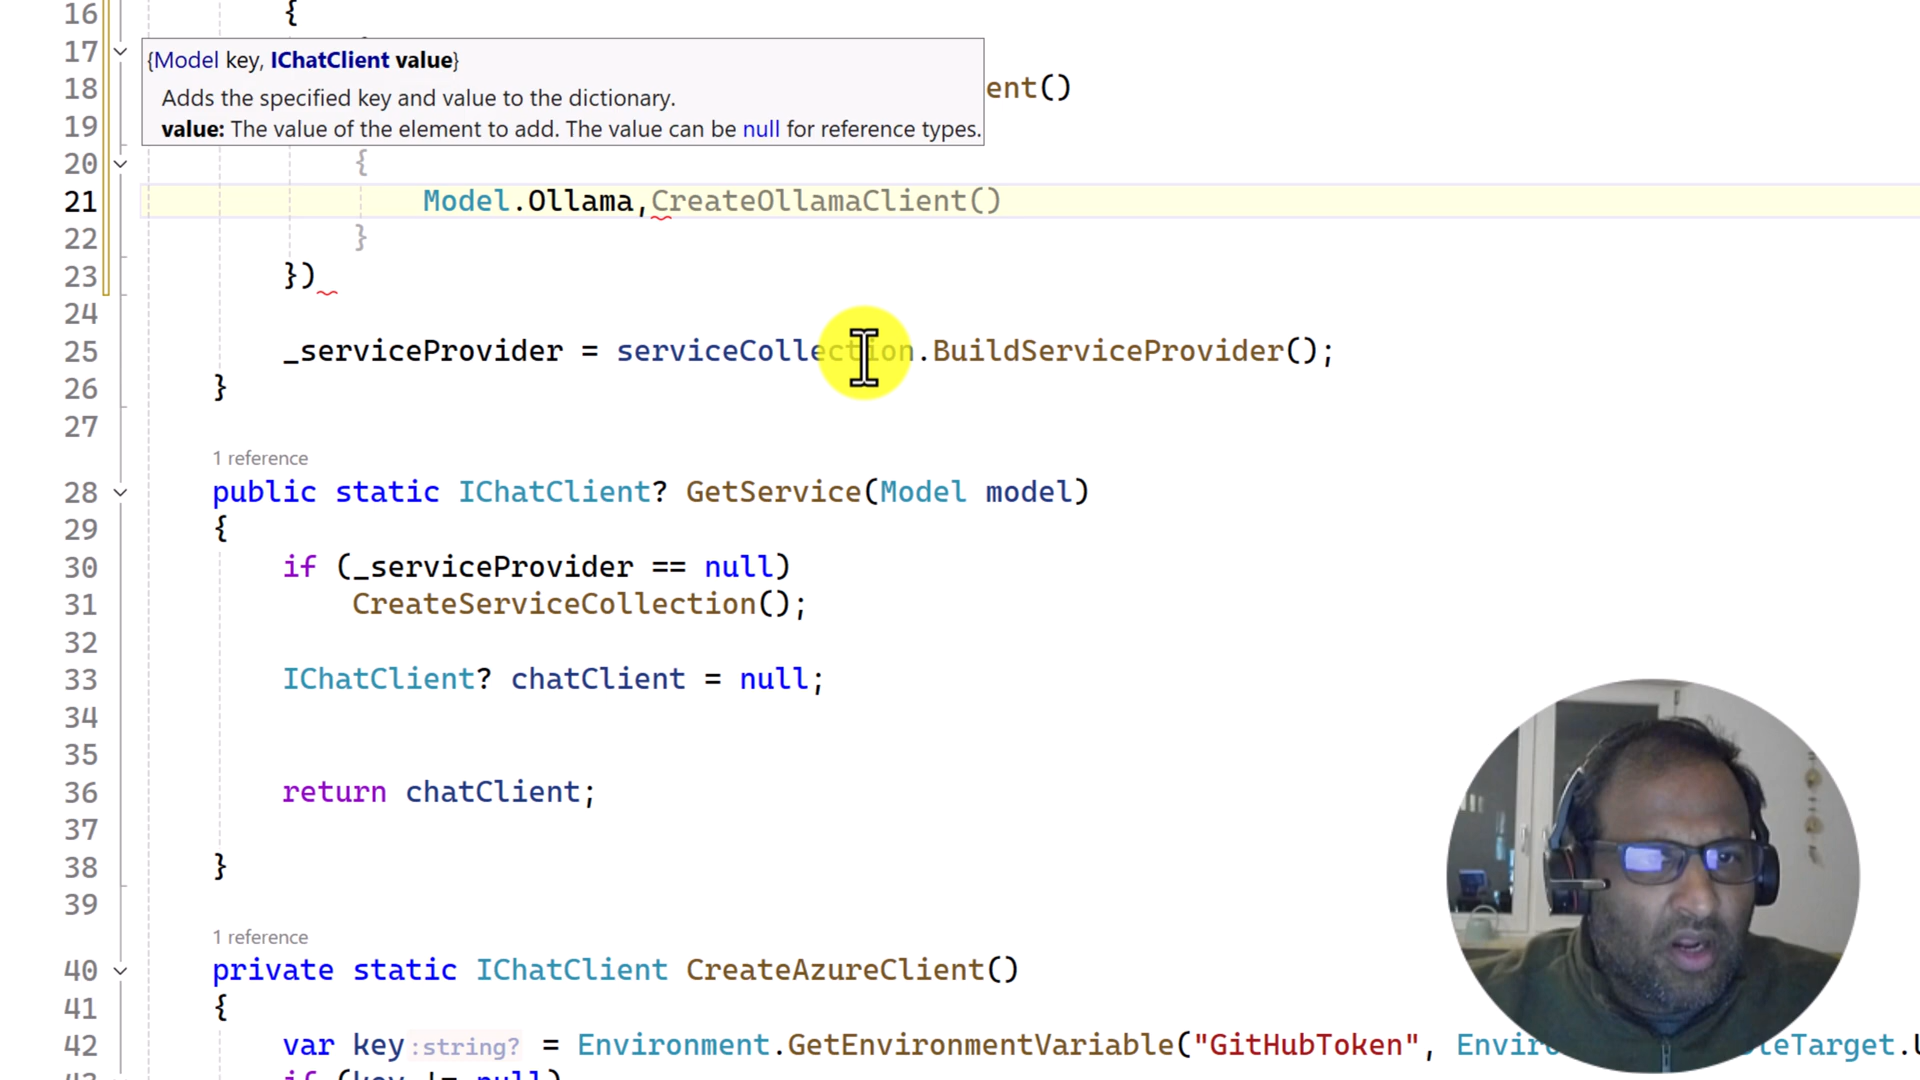 16 {
17
{Model key, IChatClient value}
Adds the specified key and value to the dictionary.
value: The value of the element to add. The value can be null for reference types.
18 ent()
19
20 {
21 Model.Ollama,CreateOllamaClient()
22 }
23 })
24
25 _serviceProvider = serviceCollection.BuildServiceProvider();
26 }
27
1 reference
28 public static IChatClient? GetService(Model model)
29 {
30 if (_serviceProvider == null)
31 CreateServiceCollection();
32
33 IChatClient? chatClient = null;
34
35
36 return chatClient;
37
38 }
39
1 reference
40 private static IChatClient CreateAzureClient()
41 {
42 var key:string? = Environment.GetEnvironmentVariable("GitHubToken",
if (key != null)